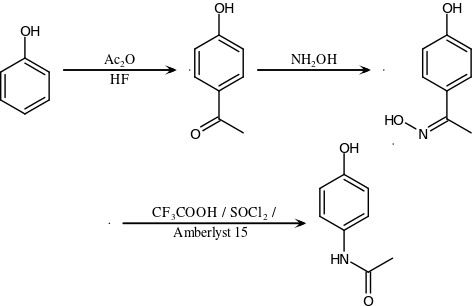 OH
OH
OH
Ac₂O
HF
NH₂OH
O
HO
N
OH
CF₃COOH / SOCl₂ /
Amberlyst 15
HN
O